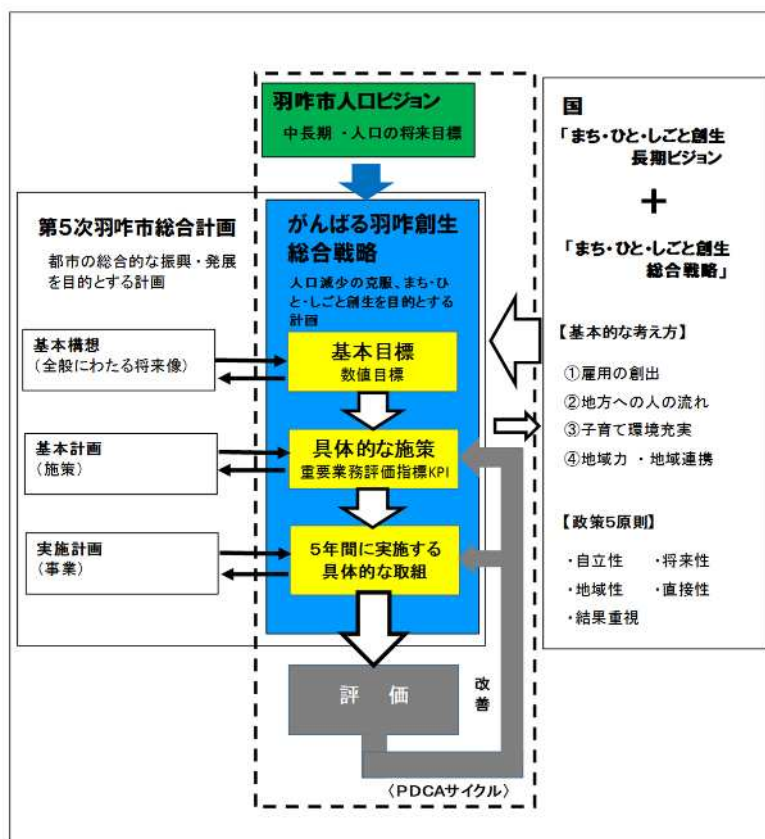 羽咋市人口ビジョン
中長期・人口の将来目標
第5次羽咋市総合計画
都市の総合的な振興・発展
を目的とする計画
基本構想
（全般にわたる将来像）
基本計画
（施策）
実施計画
（事業）
がんばる羽咋創生
総合戦略
人口減少の克服、まち・ひ
と・しごと創生を目的とする
計画
基本目標
数値目標
具体的な施策
重要業務評価指標KPI
5年間に実施する
具体的な取組
評　価
改
善
〈PDCAサイクル〉
国
「まち・ひと・しごと創生
長期ビジョン
＋
「まち・ひと・しごと創生
総合戦略」
【基本的な考え方】
①雇用の創出
②地方への人の流れ
③子育て環境充実
④地域力・地域連携
【政策5原則】
・自立性　・将来性
・地域性　・直接性
・結果重視